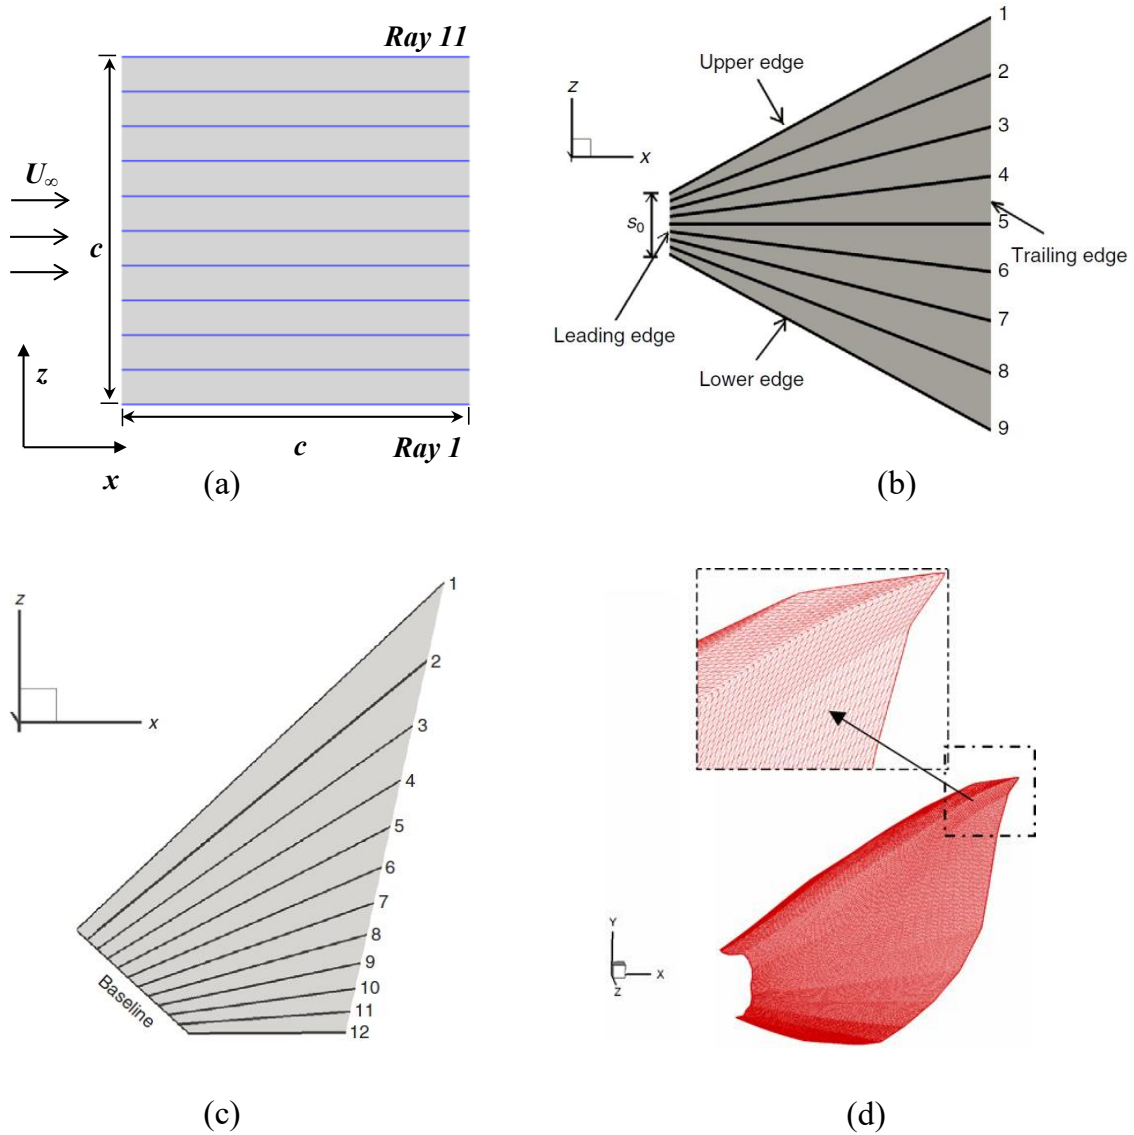 Ray 11
U∞
c
z
c
Ray 1
x
(a)
1
Upper edge
2
z
3
x
4
s0
5
Trailing edge
Leading edge
6
7
Lower edge
8
9
(b)
z
1
x
2
3
4
5
6
7
8
9
10
11
12
Baseline
(c)
Y
X
Z
(d)